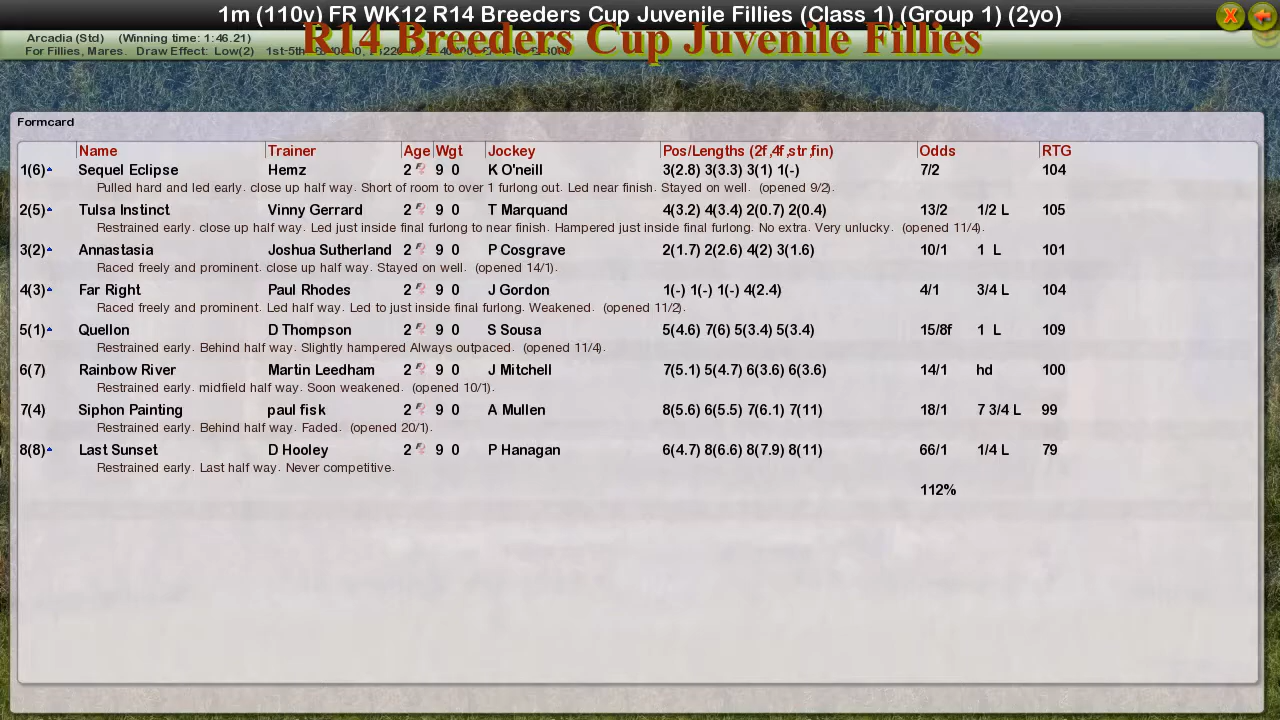 1m (110y) FR WK12 R14 Breeders Cup Juvenile Fillies (Class 1) (Group 1) (2yo)
R14 Breeders Cup Juvenile Fillies
Arcadia (Std) (Winning time: 1:46.21)
For Fillies, Mares. Draw Effect: Low(2) 1st-5th
Formcard
Name Trainer Age Wgt Jockey Pos/Lengths (2f,4f,str,fin) Odds RTG
1(6) Sequel Eclipse Hemz 2 9 0 K O'neill 3(2.8) 3(3.3) 3(1) 1(-) 7/2 104
Pulled hard and led early. close up half way. Short of room to over 1 furlong out. Led near finish. Stayed on well. (opened 9/2).
2(5) Tulsa Instinct Vinny Gerrard 2 9 0 T Marquand 4(3.2) 4(3.4) 2(0.7) 2(0.4) 13/2 1/2 L 105
Restrained early. close up half way. Led just inside final furlong to near finish. Hampered just inside final furlong. No extra. Very unlucky. (opened 11/4).
3(2) Annastasia Joshua Sutherland 2 9 0 P Cosgrave 2(1.7) 2(2.6) 4(2) 3(1.6) 10/1 1 L 101
Raced freely and prominent. close up half way. Stayed on well. (opened 14/1).
4(3) Far Right Paul Rhodes 2 9 0 J Gordon 1(-) 1(-) 1(-) 4(2.4) 4/1 3/4 L 104
Raced freely and prominent. Led half way. Led to just inside final furlong. Weakened. (opened 11/2).
5(1) Quellon D Thompson 2 9 0 S Sousa 5(4.6) 7(6) 5(3.4) 5(3.4) 15/8f 1 L 109
Restrained early. Behind half way. Slightly hampered Always outpaced. (opened 11/4).
6(7) Rainbow River Martin Leedham 2 9 0 J Mitchell 7(5.1) 5(4.7) 6(3.6) 6(3.6) 14/1 hd 100
Restrained early. midfield half way. Soon weakened. (opened 10/1).
7(4) Siphon Painting paul fisk 2 9 0 A Mullen 8(5.6) 6(5.5) 7(6.1) 7(11) 18/1 7 3/4 L 99
Restrained early. Behind half way. Faded. (opened 20/1).
8(8) Last Sunset D Hooley 2 9 0 P Hanagan 6(4.7) 8(6.6) 8(7.9) 8(11) 66/1 1/4 L 79
Restrained early. Last half way. Never competitive.
112%